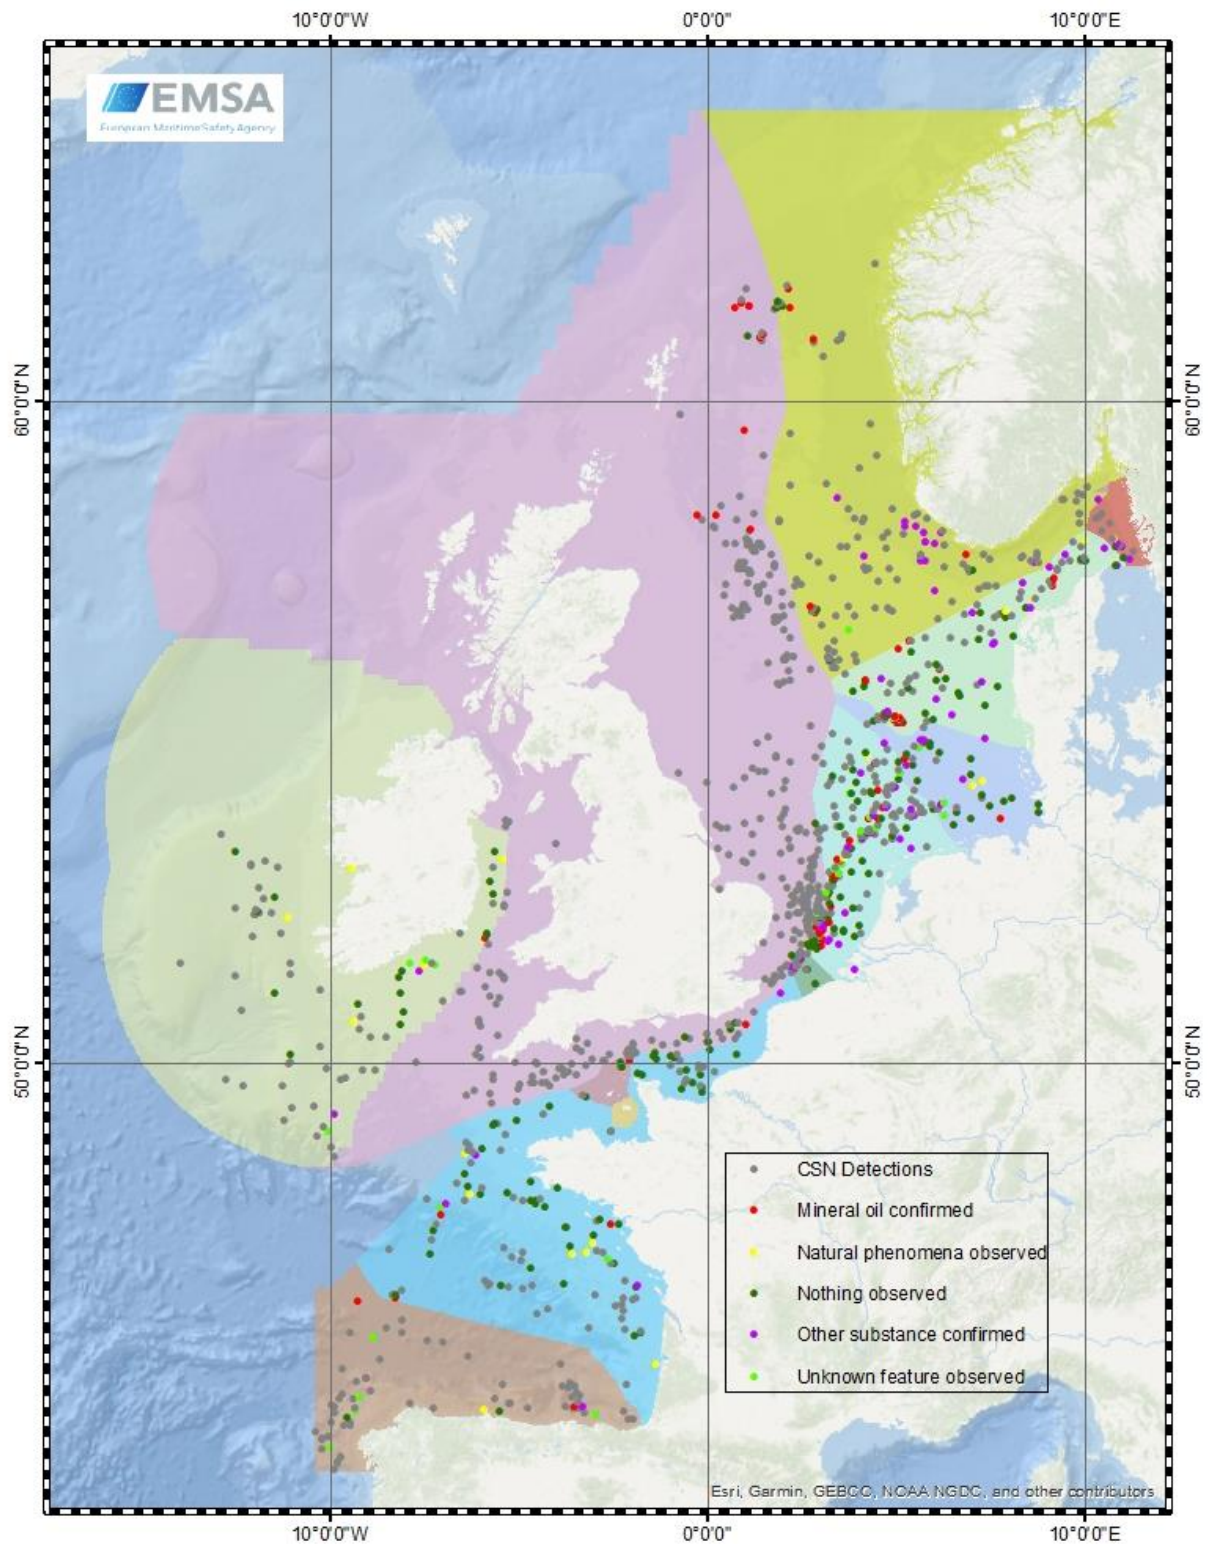 10°0'0"W 0°0'0" 10°0'0"E
EMSA
European Maritime Safety Agency
60°0'0"N 60°0'0"N
50°0'0"N 50°0'0"N
CSN Detections
Mineral oil confirmed
Natural phenomena observed
Nothing observed
Other substance confirmed
Unknown feature observed
Esri, Garmin, GEBCO, NOAA NGDC, and other contributors
10°0'0"W 0°0'0" 10°0'0"E